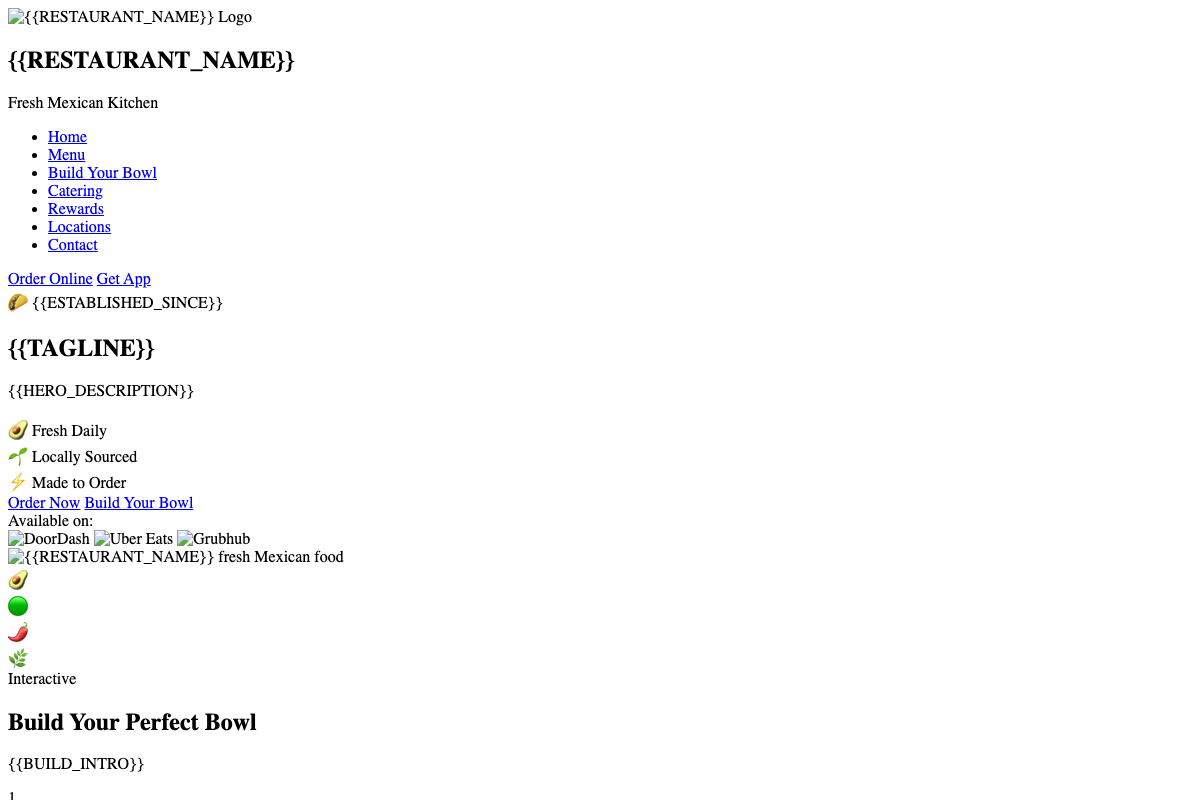 {{RESTAURANT_NAME}} Logo
{{RESTAURANT_NAME}}
Fresh Mexican Kitchen
Home
Menu
Build Your Bowl
Catering
Rewards
Locations
Contact
Order Online Get App
🌮 {{ESTABLISHED_SINCE}}
{{TAGLINE}}
{{HERO_DESCRIPTION}}
🥑 Fresh Daily
🌱 Locally Sourced
⚡ Made to Order
Order Now Build Your Bowl
Available on:
DoorDash Uber Eats Grubhub
{{RESTAURANT_NAME}} fresh Mexican food
🥑
🟢
🌶️
🌿
Interactive
Build Your Perfect Bowl
{{BUILD_INTRO}}
1